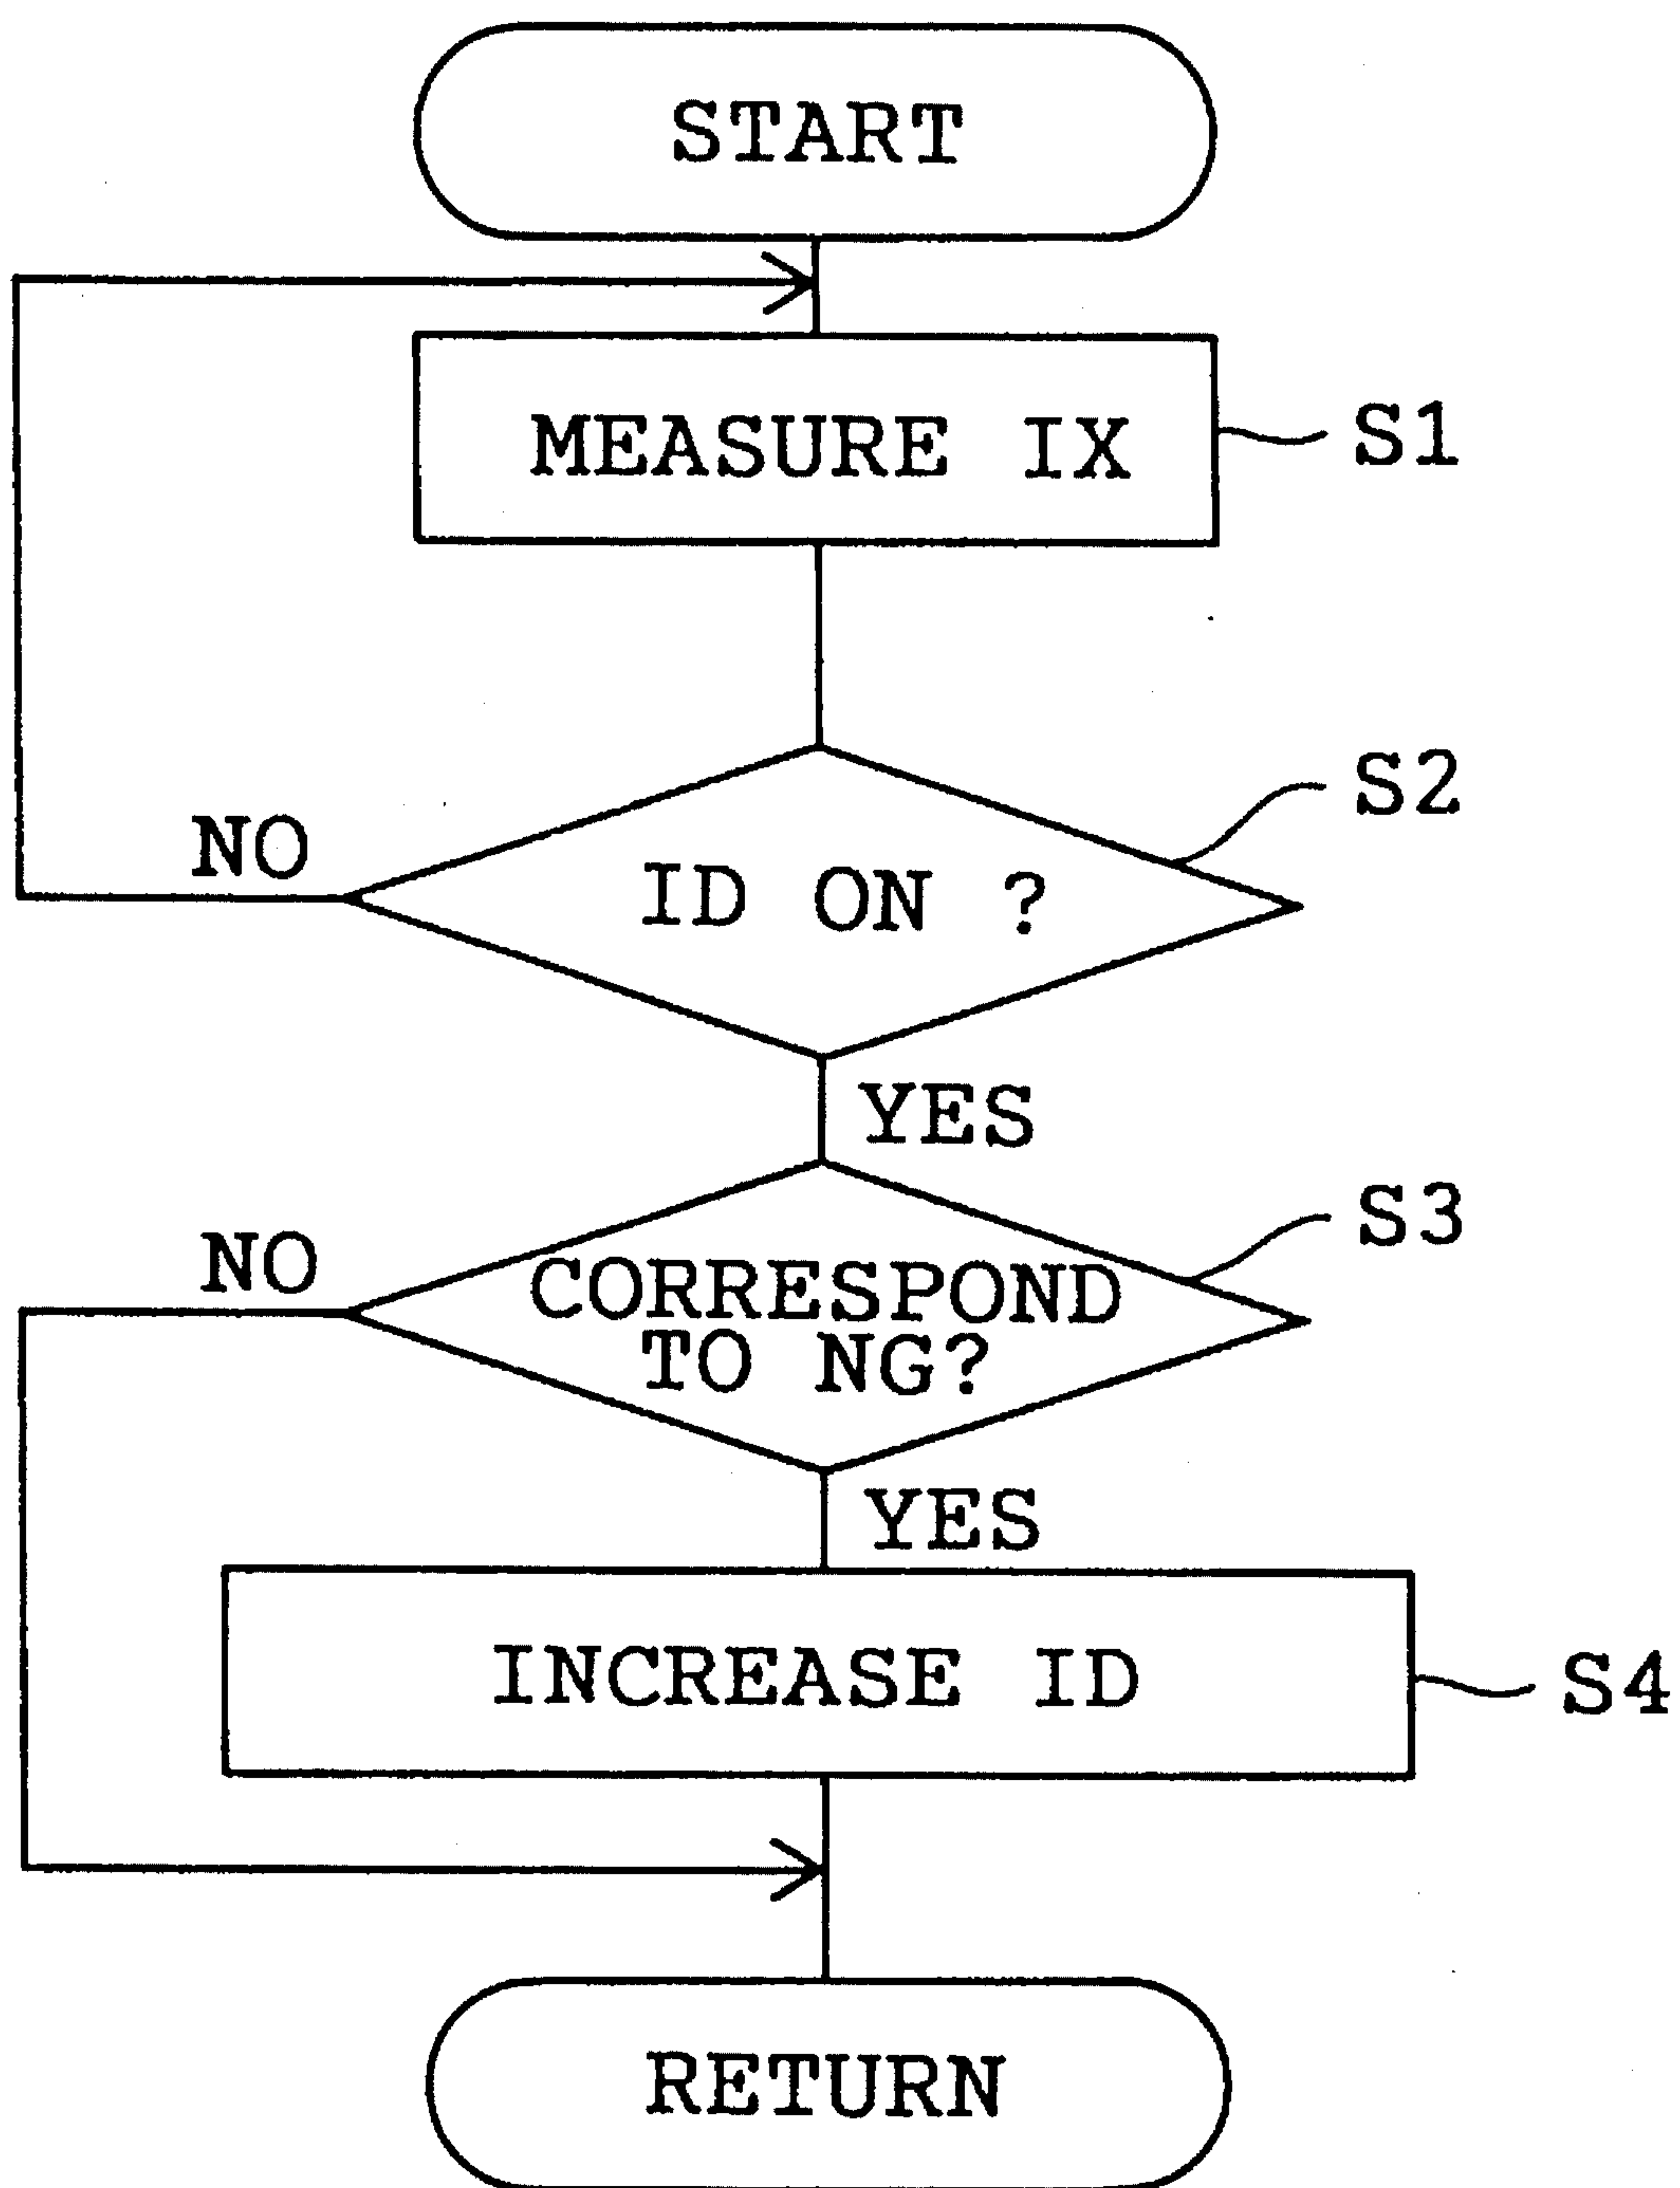 START
MEASURE IX
S1
S2
NO
ID ON ?
YES
S3
NO
CORRESPOND
TO NG?
YES
INCREASE ID
S4
RETURN